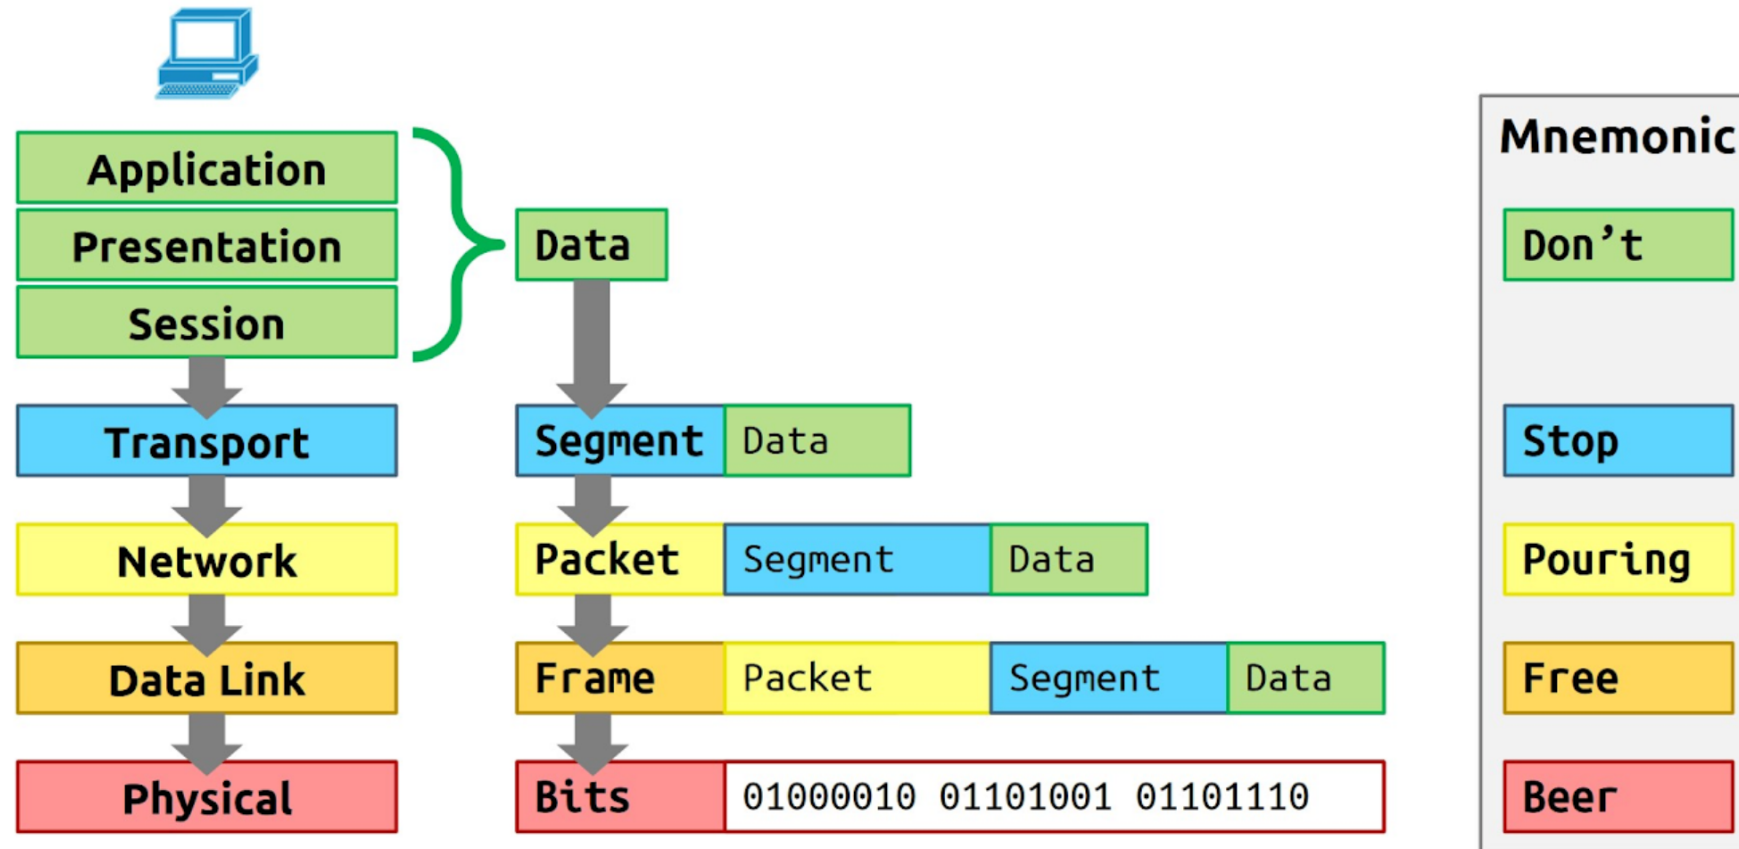 Application
Presentation
Session
Transport
Network
Data Link
Physical
Data
Segment Data
Packet Segment Data
Frame Packet Segment Data
Bits 01000010 01101001 01101110
Mnemonic
Don't
Stop
Pouring
Free
Beer